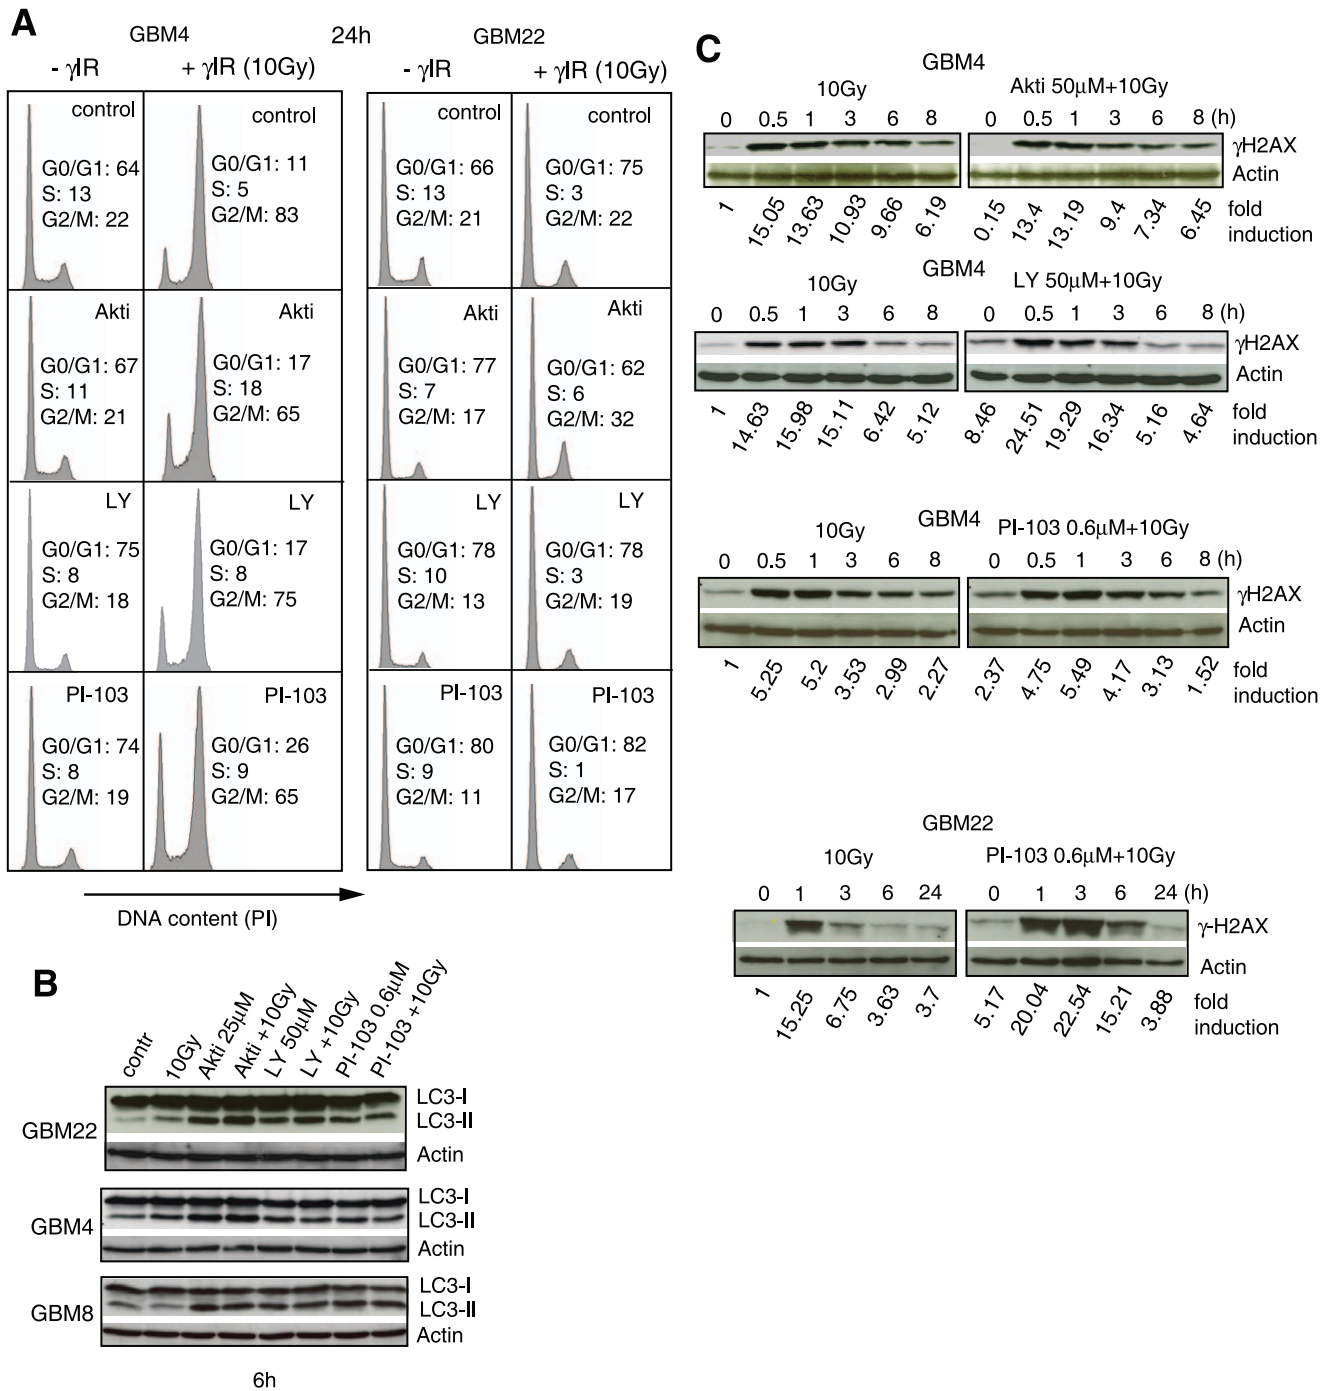 A
GBM4 24h GBM22
- γIR + γIR (10Gy) - γIR + γIR (10Gy)
control
G0/G1: 64
S: 13
G2/M: 22
control
G0/G1: 11
S: 5
G2/M: 83
control
G0/G1: 66
S: 13
G2/M: 21
control
G0/G1: 75
S: 3
G2/M: 22
Akti
G0/G1: 67
S: 11
G2/M: 21
Akti
G0/G1: 17
S: 18
G2/M: 65
Akti
G0/G1: 77
S: 7
G2/M: 17
Akti
G0/G1: 62
S: 6
G2/M: 32
LY
G0/G1: 75
S: 8
G2/M: 18
LY
G0/G1: 17
S: 8
G2/M: 75
LY
G0/G1: 78
S: 10
G2/M: 13
LY
G0/G1: 78
S: 3
G2/M: 19
PI-103
G0/G1: 74
S: 8
G2/M: 19
PI-103
G0/G1: 26
S: 9
G2/M: 65
PI-103
G0/G1: 80
S: 9
G2/M: 11
PI-103
G0/G1: 82
S: 1
G2/M: 17
DNA content (PI)
B
contr 10Gy Akti 25μM Akti +10Gy LY 50μM LY +10Gy PI-103 0.6μM PI-103 +10Gy
LC3-I
GBM22 LC3-II
Actin
LC3-I
GBM4 LC3-II
Actin
LC3-I
GBM8 LC3-II
Actin
6h
C
GBM4
10Gy Akti 50μM+10Gy
0 0.5 1 3 6 8 0 0.5 1 3 6 8 (h)
γH2AX
Actin
1 15.05 13.63 10.93 9.66 6.19 0.15 13.4 13.19 9.4 7.34 6.45 fold
induction
GBM4
10Gy LY 50μM+10Gy
0 0.5 1 3 6 8 0 0.5 1 3 6 8 (h)
γH2AX
Actin
1 14.63 15.98 15.11 6.42 5.12 8.46 24.51 19.29 16.34 5.16 4.64 fold
induction
GBM4
10Gy PI-103 0.6μM+10Gy
0 0.5 1 3 6 8 0 0.5 1 3 6 8 (h)
γH2AX
Actin
1 5.25 5.2 3.53 2.99 2.27 2.37 4.75 5.49 4.17 3.13 1.52 fold
induction
GBM22
10Gy PI-103 0.6μM+10Gy
0 1 3 6 24 0 1 3 6 24 (h)
γ-H2AX
Actin
1 15.25 6.75 3.63 3.7 5.17 20.04 22.54 15.21 3.88 fold
induction